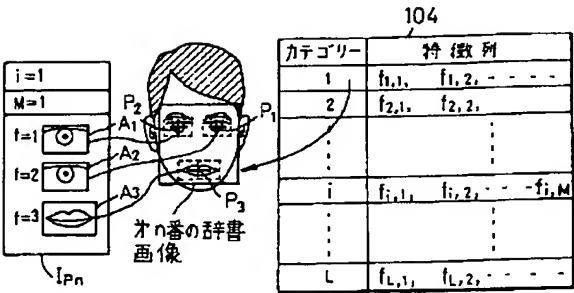 104
i=1
M=1
f=1
f=2
f=3
A1
A2
A3
P2
P1
P3
オn番の辞書
画像
IPn
カテゴリー 特徴列
1 f1,1, f1,2, - - - -
2 f2,1, f2,2,
i fi,1, fi,2, - - -fi,M
L fL,1, fL,2, - - - -